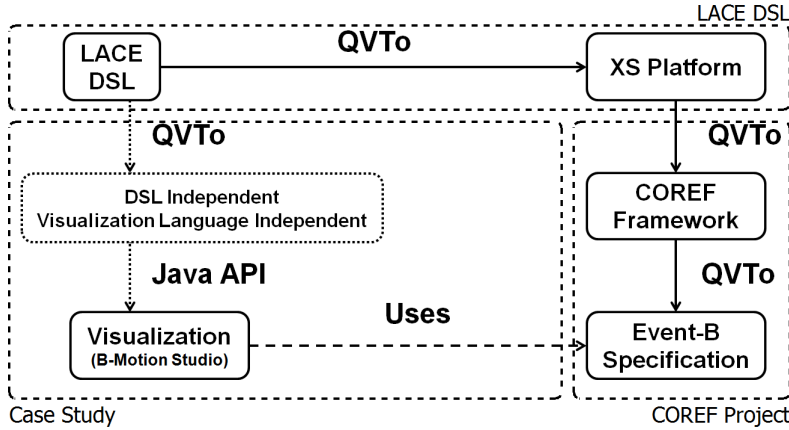 LACE DSL
LACE
DSL
QVTo
XS Platform
QVTo
QVTo
DSL Independent
Visualization Language Independent
COREF
Framework
Java API
QVTo
Visualization
(B-Motion Studio)
Uses
Event-B
Specification
Case Study
COREF Project